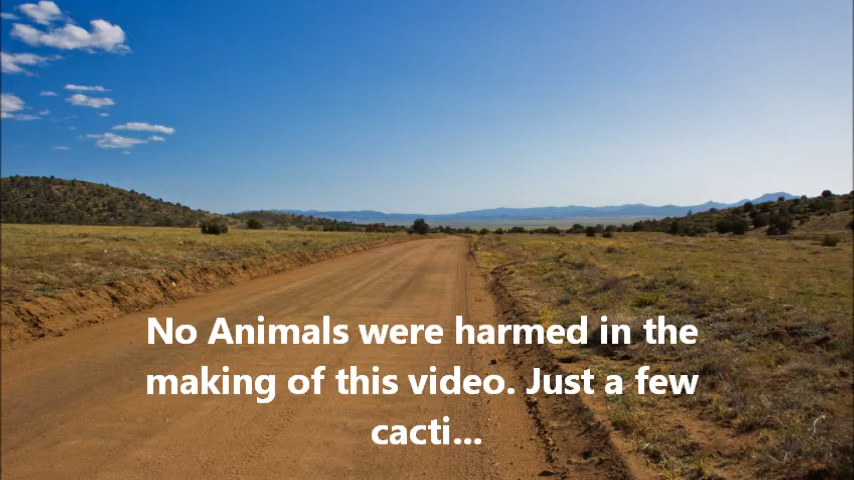 No Animals were harmed in the
making of this video. Just a few
cacti...